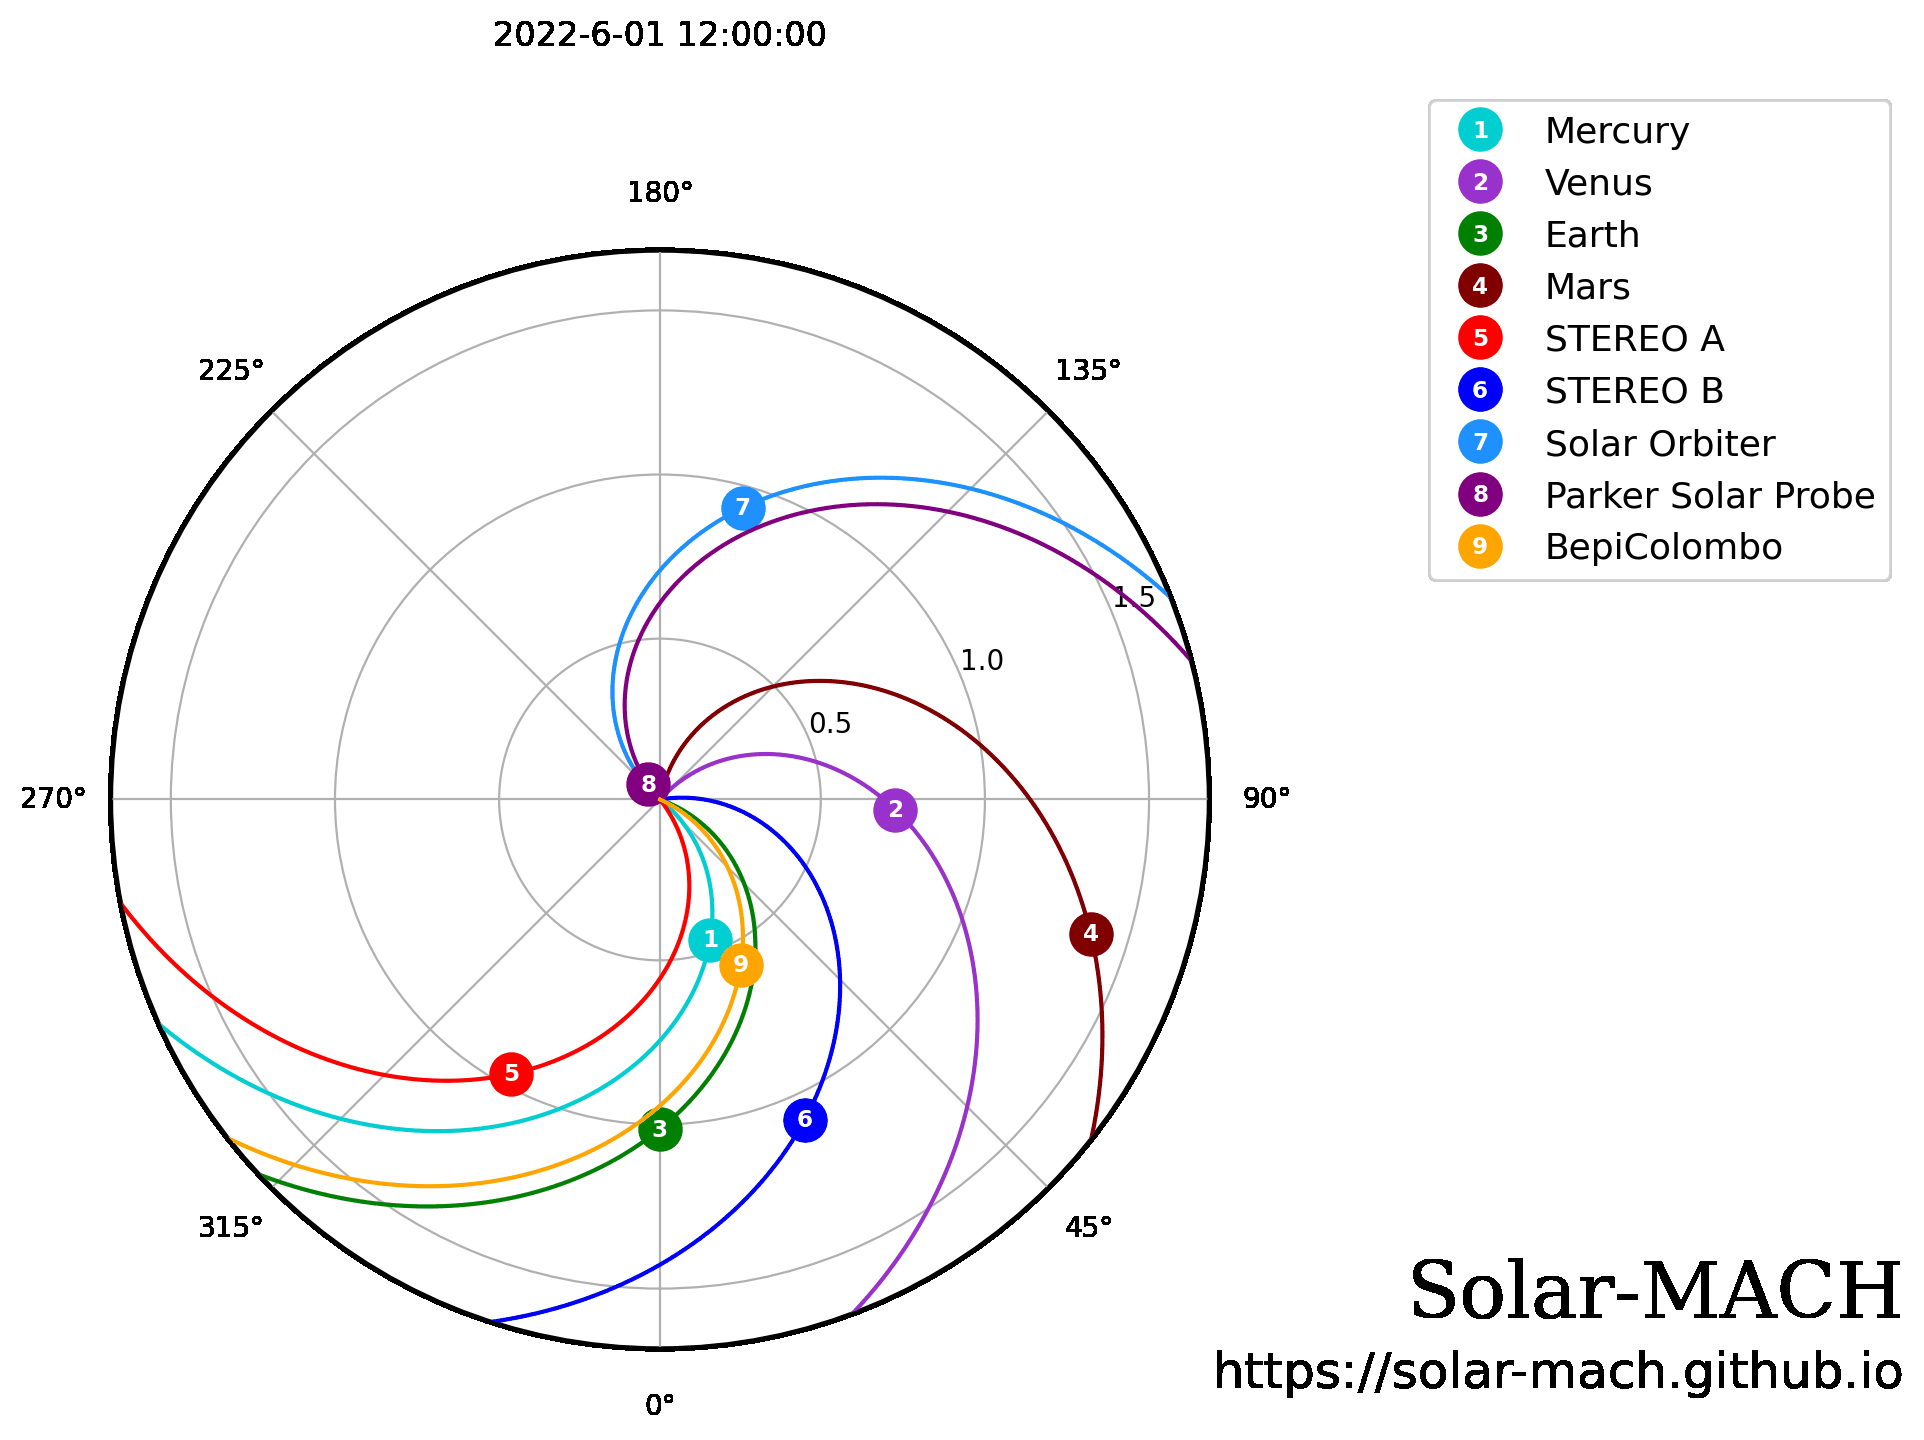 2022-6-01 12:00:00
1 Mercury
2 Venus
3 Earth
4 Mars
5 STEREO A
6 STEREO B
7 Solar Orbiter
8 Parker Solar Probe
9 BepiColombo
180°
225°
135°
7
1.5
1.0
0.5
8
270°
90°
2
4
1
9
5
6
3
315°
45°
0°
Solar-MACH
https://solar-mach.github.io